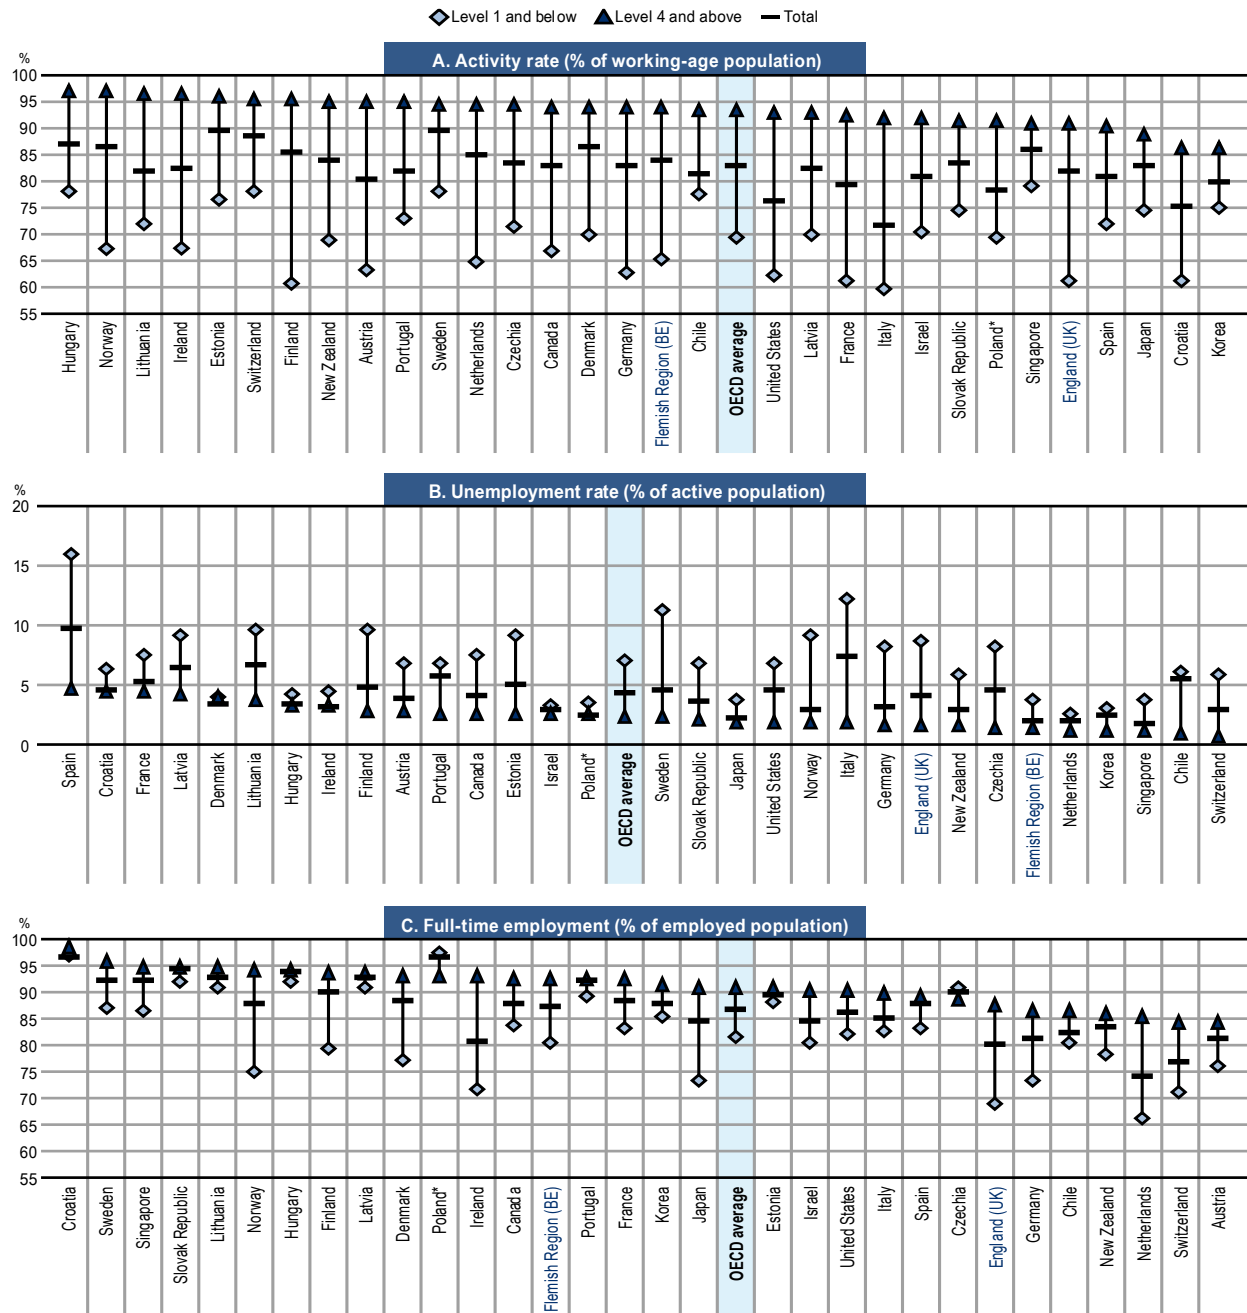 Level 1 and below Level 4 and above Total
A. Activity rate (% of working-age population)
%
100
95
90
85
80
75
70
65
60
55
Hungary
Norway
Lithuania
Ireland
Estonia
Switzerland
Finland
New Zealand
Austria
Portugal
Sweden
Netherlands
Czechia
Canada
Denmark
Germany
Flemish Region (BE)
Chile
OECD average
United States
Latvia
France
Italy
Israel
Slovak Republic
Poland*
Singapore
England (UK)
Spain
Japan
Croatia
Korea
B. Unemployment rate (% of active population)
%
20
15
10
5
0
Spain
Croatia
France
Latvia
Denmark
Lithuania
Hungary
Ireland
Finland
Austria
Portugal
Canada
Estonia
Israel
Poland*
OECD average
Sweden
Slovak Republic
Japan
United States
Norway
Italy
Germany
England (UK)
New Zealand
Czechia
Flemish Region (BE)
Netherlands
Korea
Singapore
Chile
Switzerland
C. Full-time employment (% of employed population)
%
100
95
90
85
80
75
70
65
60
55
Croatia
Sweden
Singapore
Slovak Republic
Lithuania
Norway
Hungary
Finland
Latvia
Denmark
Poland*
Ireland
Canada
Flemish Region (BE)
Portugal
France
Korea
Japan
OECD average
Estonia
Israel
United States
Italy
Spain
Czechia
England (UK)
Germany
Chile
New Zealand
Netherlands
Switzerland
Austria